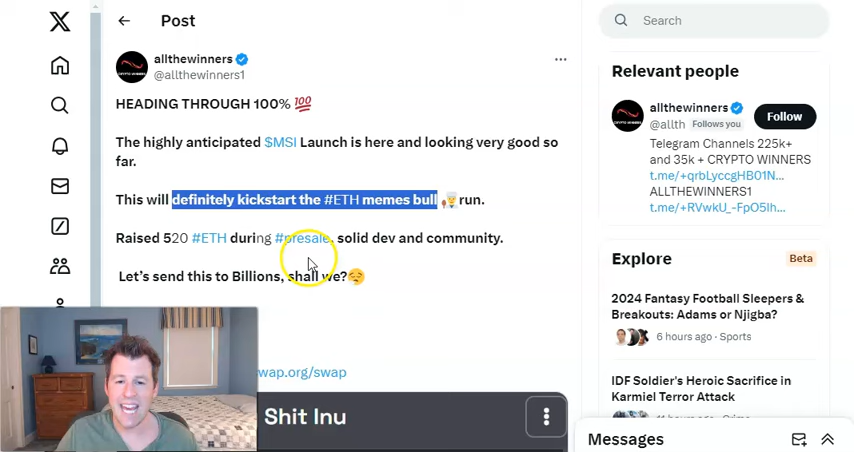 Post
Search
allthewinners
@allthewinners1
HEADING THROUGH 100% 💯
The highly anticipated $MSI Launch is here and looking very good so
far.
This will definitely kickstart the #ETH memes bull run.
Raised 520 #ETH during #presale, solid dev and community.
Let's send this to Billions, shall we?
wap.org/swap
Shit Inu
Relevant people
allthewinners
@allth Follows you
Follow
Telegram Channels 225k+
and 35k + CRYPTO WINNERS
t.me/+qrbLyccgHB01N...
ALLTHEWINNERS1
t.me/+RVwkU_-FpO5Ih...
Explore
Beta
2024 Fantasy Football Sleepers &
Breakouts: Adams or Njigba?
6 hours ago · Sports
IDF Soldier's Heroic Sacrifice in
Karmiel Terror Attack
Messages